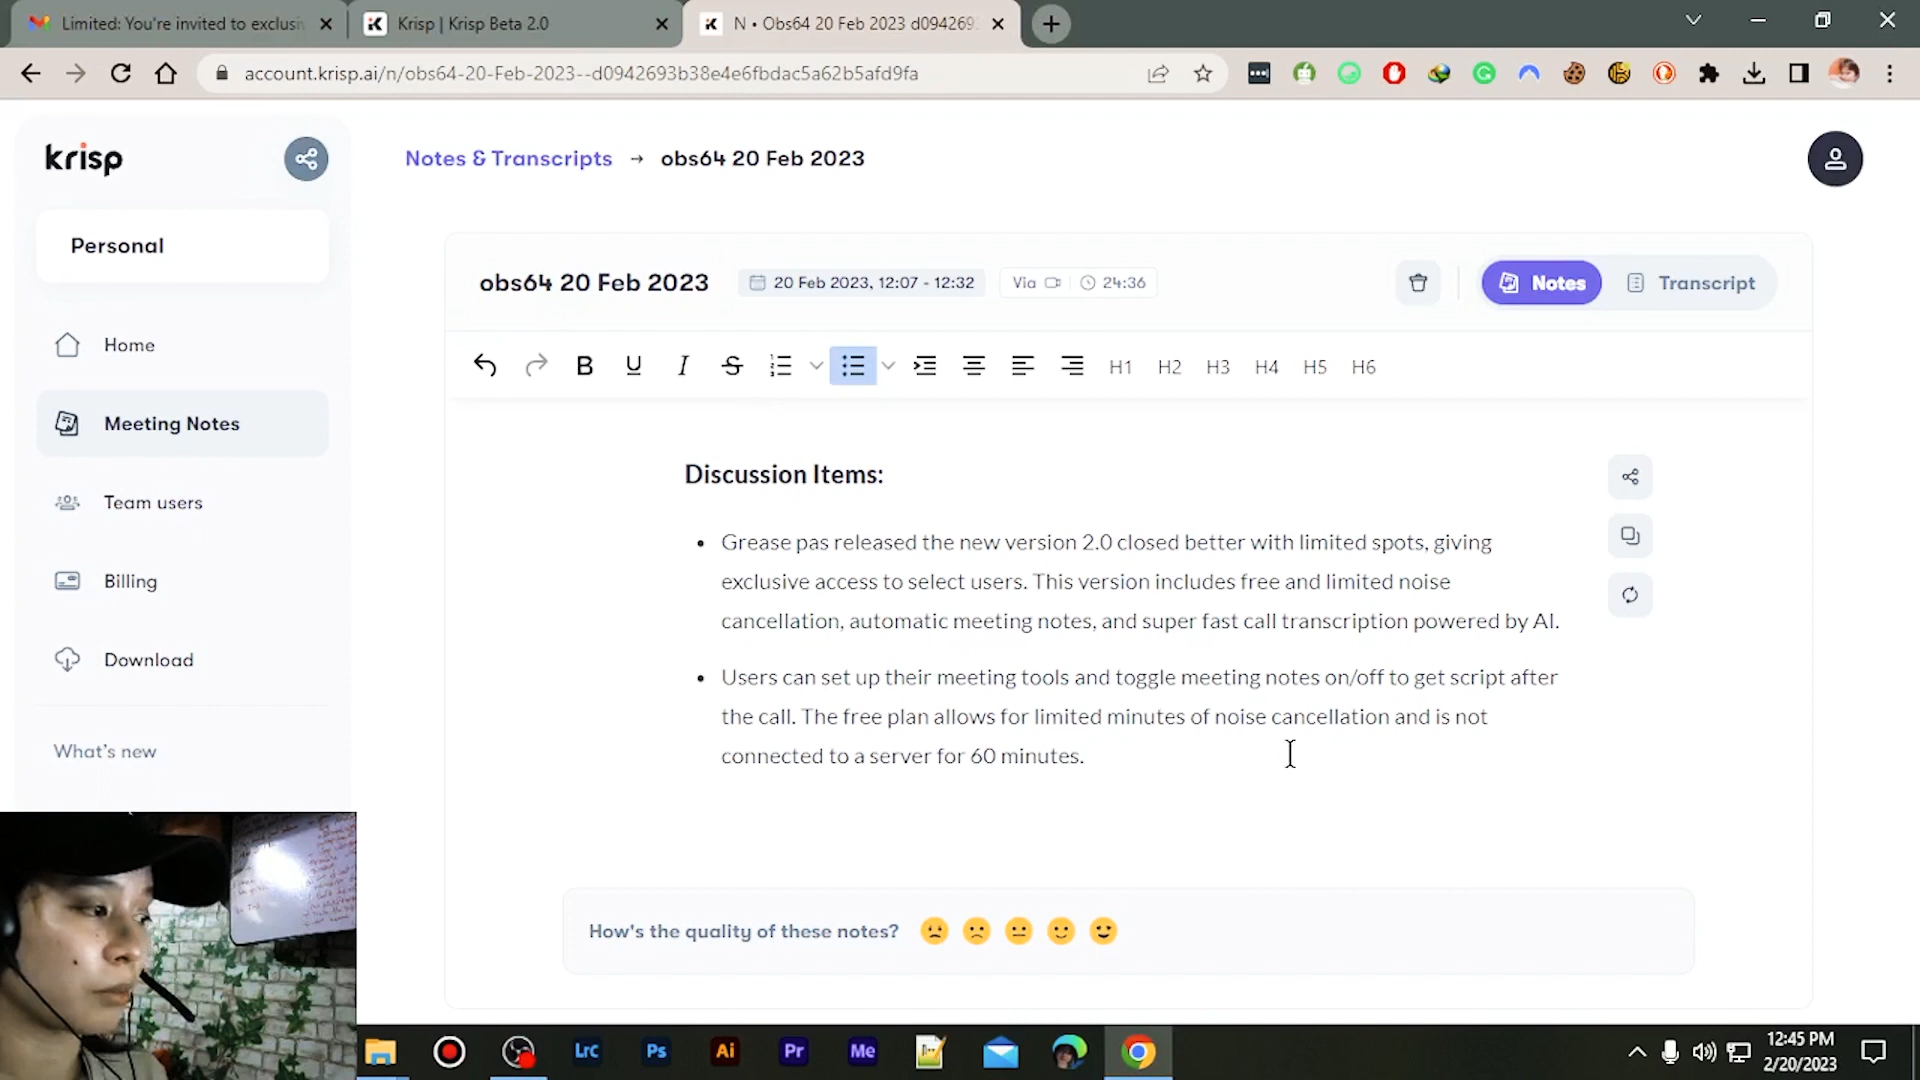 Limited: You're invited to exclusi
Krisp | Krisp Beta 2.0
N • Obs64 20 Feb 2023 d094269
account.krisp.ai/n/obs64-20-Feb-2023--d0942693b38e4e6fbdac5a62b5afd9fa
krisp
Notes & Transcripts → obs64 20 Feb 2023
Personal
obs64 20 Feb 2023
20 Feb 2023, 12:07 - 12:32
Via 24:36
Notes
Transcript
Home
B U I S H1 H2 H3 H4 H5 H6
Meeting Notes
Team users
Billing
Download
What's new
Discussion Items:
• Grease pas released the new version 2.0 closed better with limited spots, giving
exclusive access to select users. This version includes free and limited noise
cancellation, automatic meeting notes, and super fast call transcription powered by AI.
• Users can set up their meeting tools and toggle meeting notes on/off to get script after
the call. The free plan allows for limited minutes of noise cancellation and is not
connected to a server for 60 minutes.
How's the quality of these notes?
Lrc Ps Ai Pr Me
12:45 PM
2/20/2023